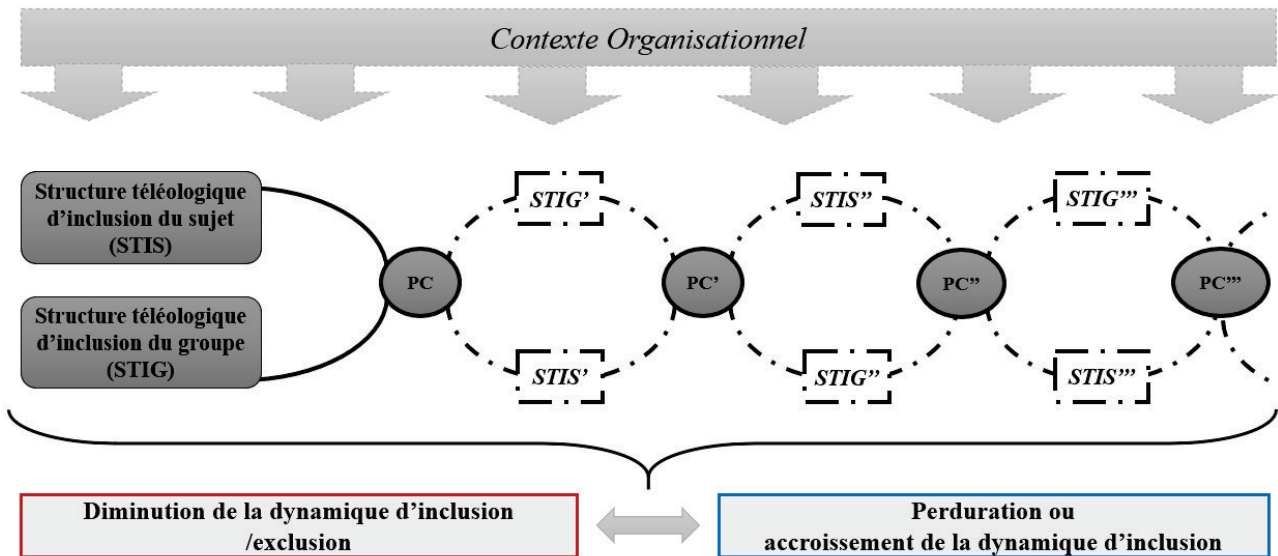 Contexte Organisationnel
Structure téléologique
d'inclusion du sujet
(STIS)
STIG'
STIS''
STIG'''
PC
PC'
PC''
PC'''
Structure téléologique
d'inclusion du groupe
(STIG)
STIS'
STIG''
STIS'''
Diminution de la dynamique d'inclusion
/exclusion
Perduration ou
accroissement de la dynamique d'inclusion